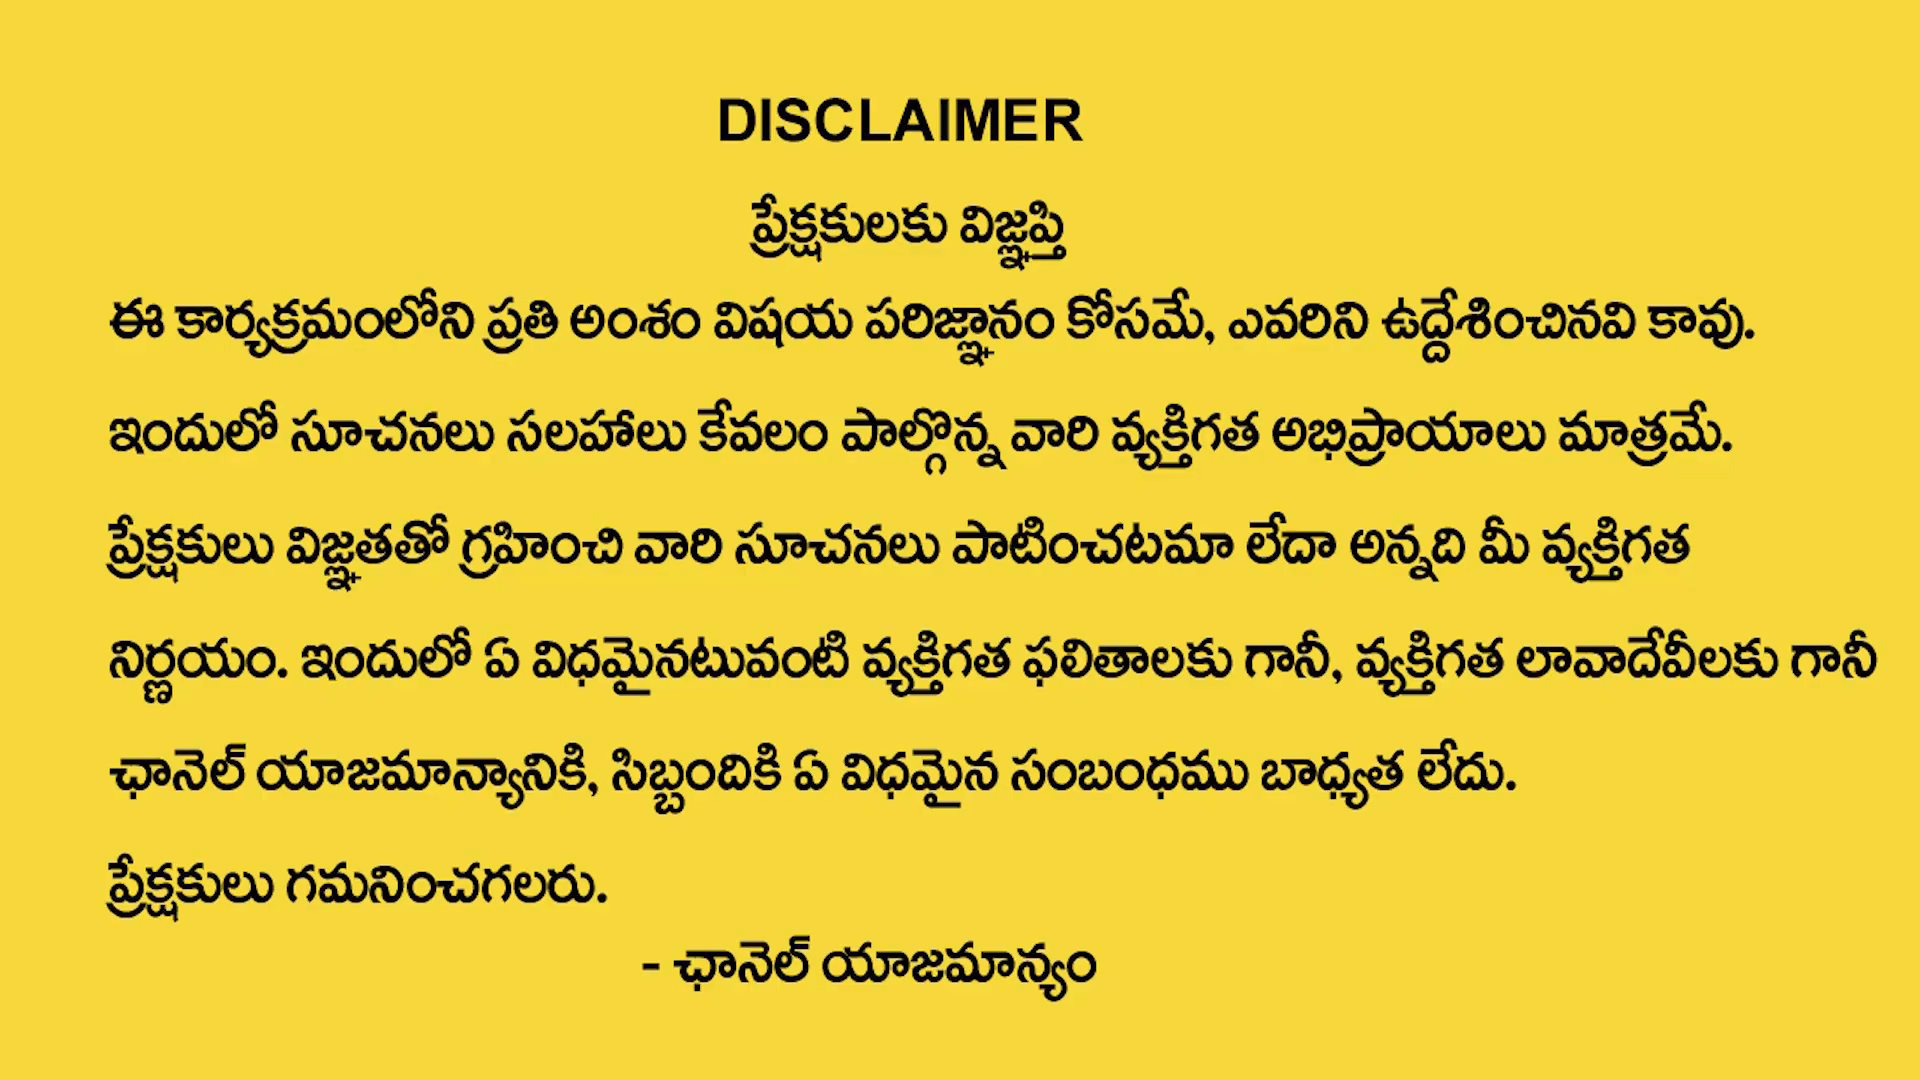 DISCLAIMER
ప్రేక్షకులకు విజ్ఞప్తి
ఈ కార్యక్రమంలోని ప్రతి అంశం విషయ పరిజ్ఞానం కోసమే, ఎవరిని ఉద్దేశించినవి కావు.
ఇందులో సూచనలు సలహాలు కేవలం పాల్గొన్న వారి వ్యక్తిగత అభిప్రాయాలు మాత్రమే.
ప్రేక్షకులు విజ్ఞతతో గ్రహించి వారి సూచనలు పాటించటమా లేదా అన్నది మీ వ్యక్తిగత
నిర్ణయం. ఇందులో ఏ విధమైనటువంటి వ్యక్తిగత ఫలితాలకు గానీ, వ్యక్తిగత లావాదేవీలకు గానీ
ఛానెల్ యాజమాన్యానికి, సిబ్బందికి ఏ విధమైన సంబంధము బాధ్యత లేదు.
ప్రేక్షకులు గమనించగలరు.
- ఛానెల్ యాజమాన్యం